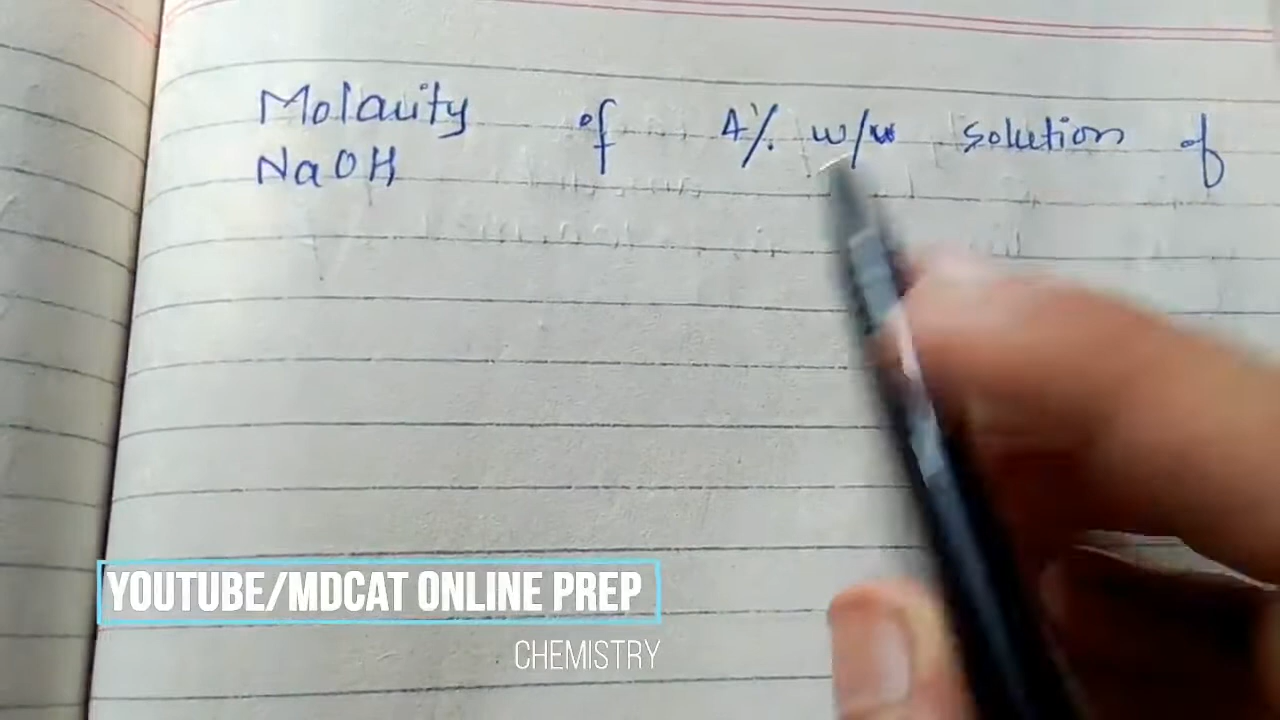 Molarity of 4% w/w solution of
NaOH
YOUTUBE/MDCAT ONLINE PREP
CHEMISTRY